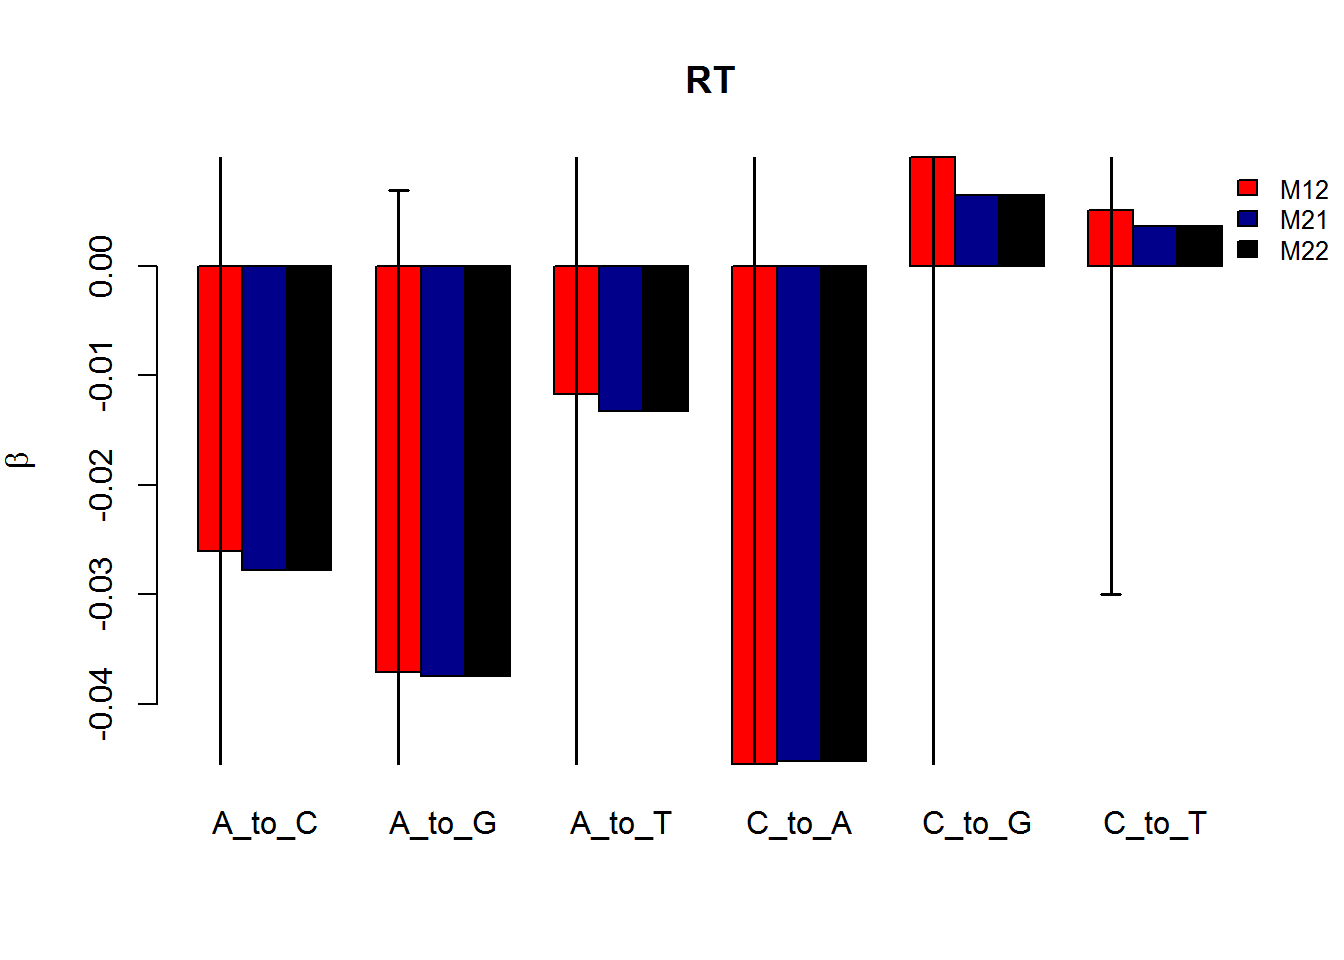 RT
M12
M21
M22
0.00
-0.01
-0.02
-0.03
-0.04
β
A_to_C A_to_G A_to_T C_to_A C_to_G C_to_T